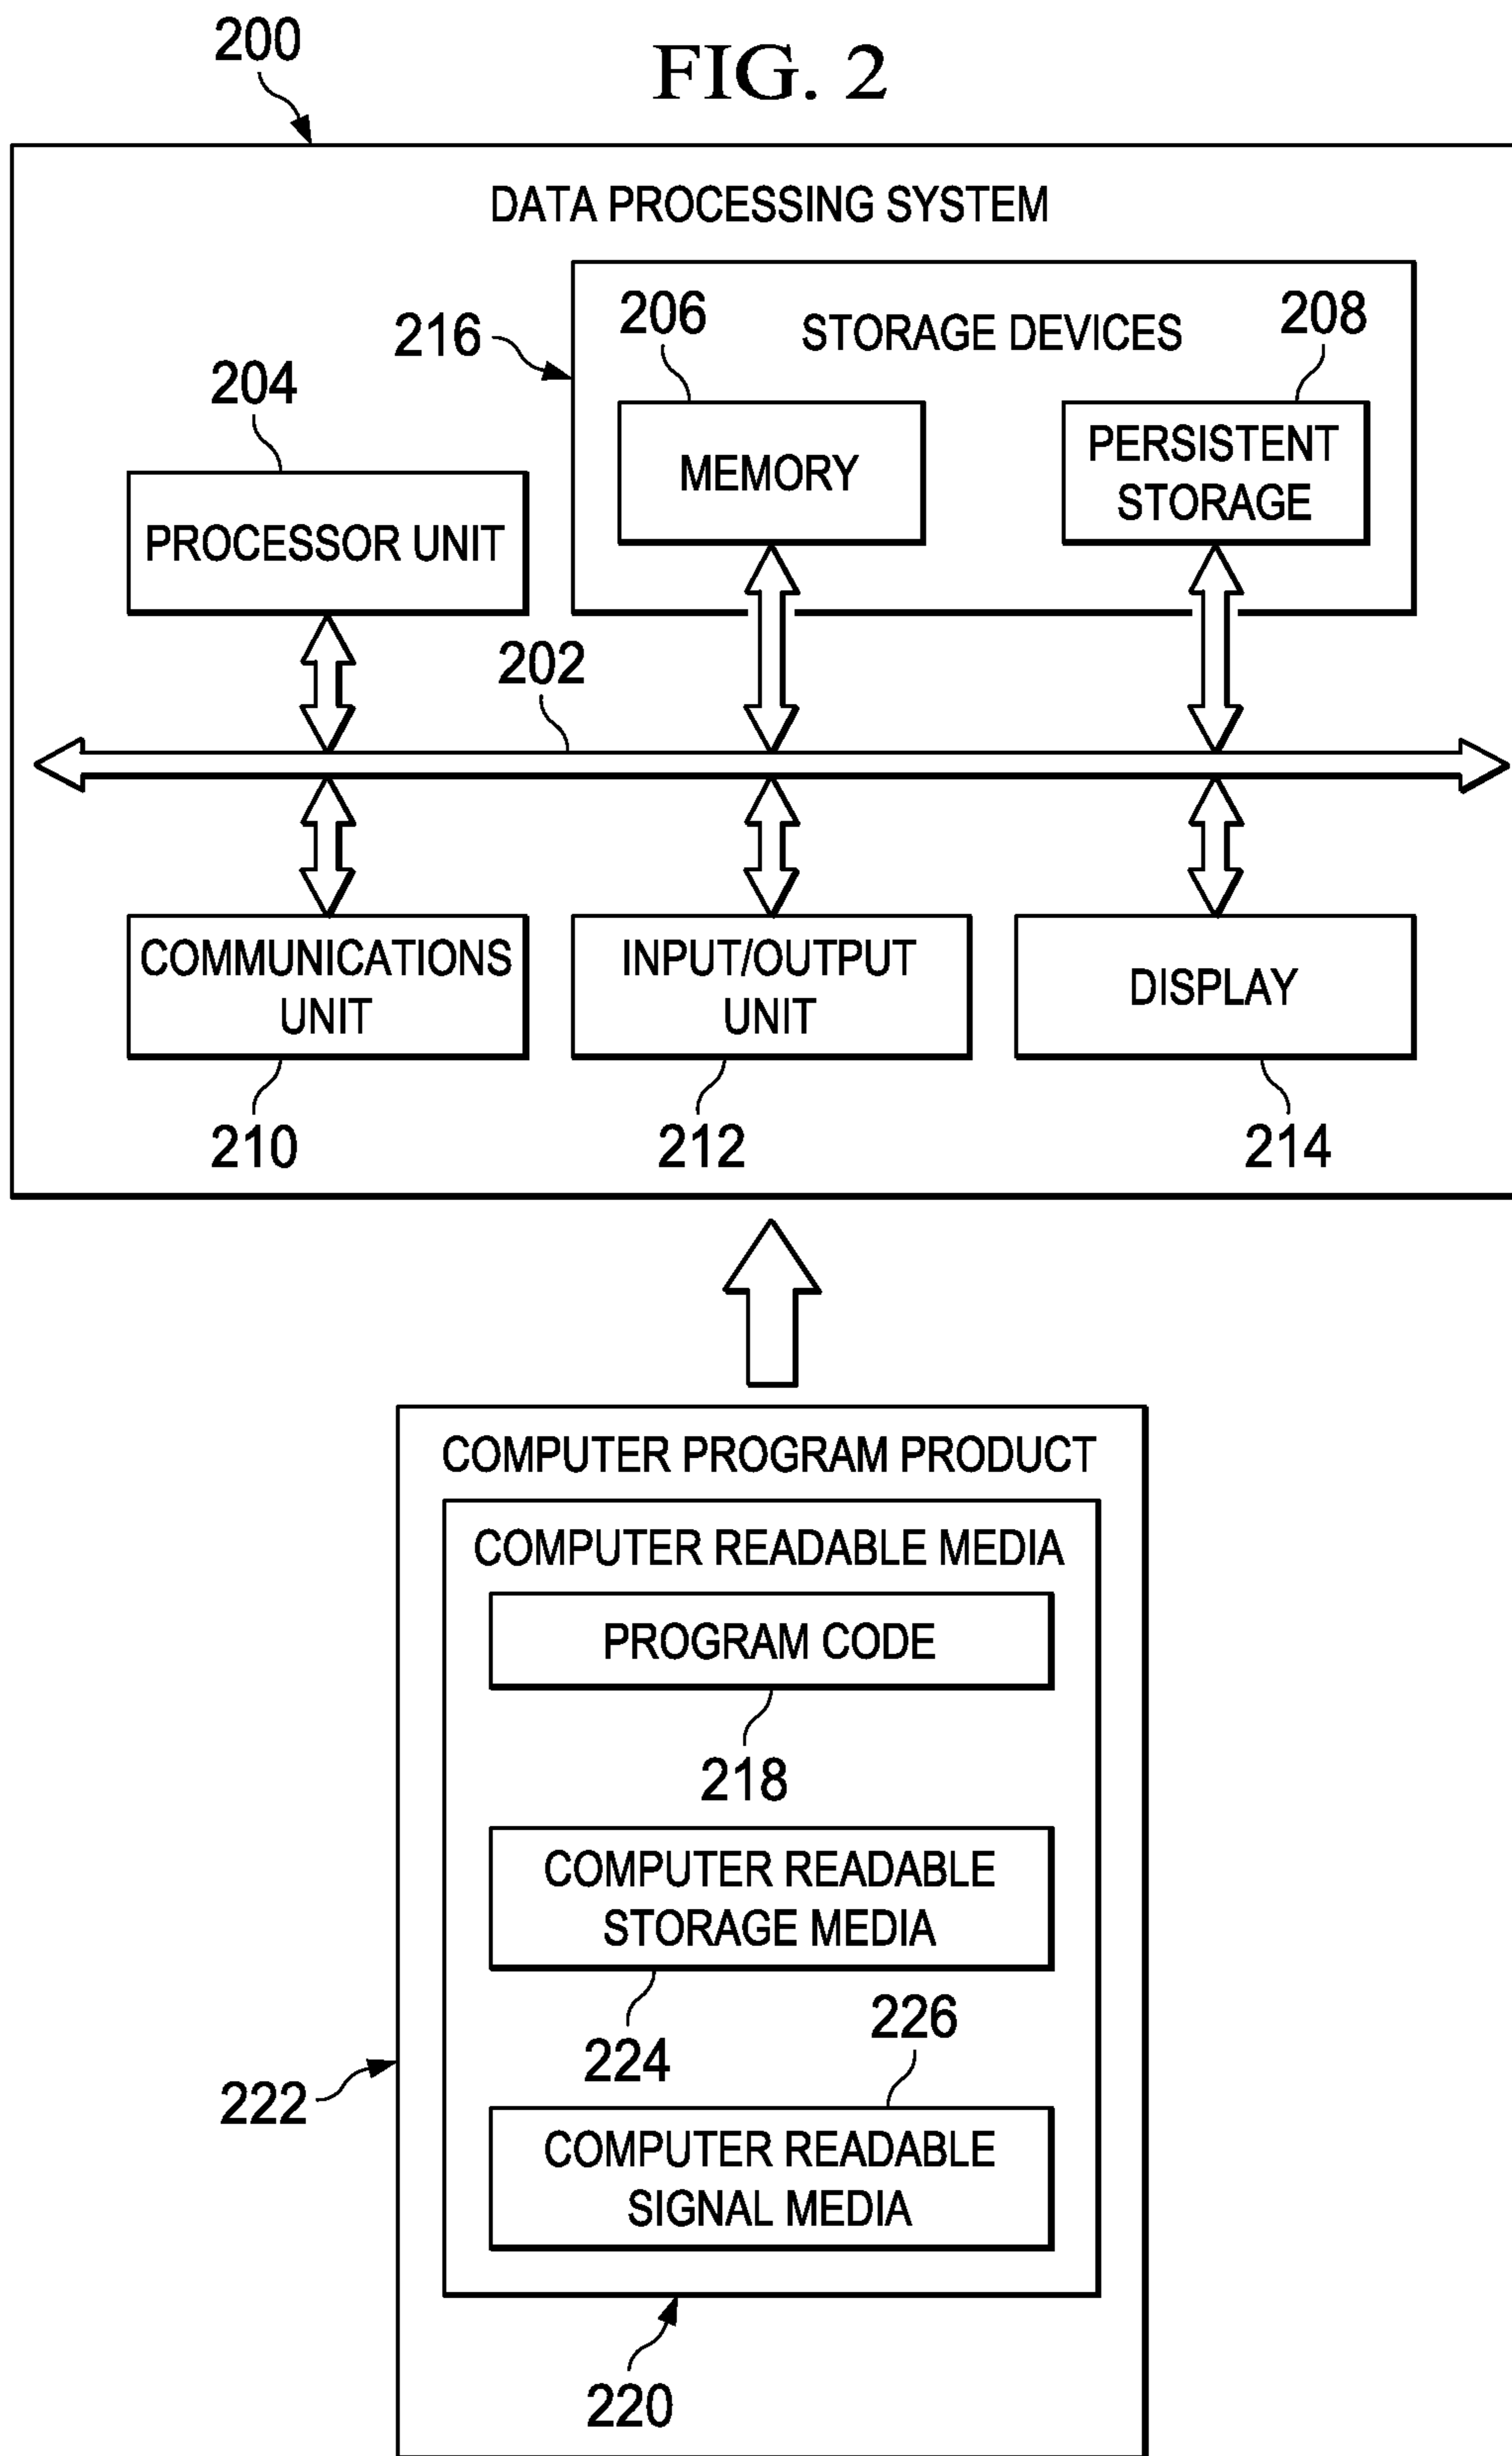 200
FIG. 2
DATA PROCESSING SYSTEM
216
206
STORAGE DEVICES
208
204
MEMORY
PERSISTENT
STORAGE
PROCESSOR UNIT
202
COMMUNICATIONS
UNIT
INPUT/OUTPUT
UNIT
DISPLAY
210
212
214
COMPUTER PROGRAM PRODUCT
COMPUTER READABLE MEDIA
PROGRAM CODE
218
COMPUTER READABLE
STORAGE MEDIA
224
226
222
COMPUTER READABLE
SIGNAL MEDIA
220